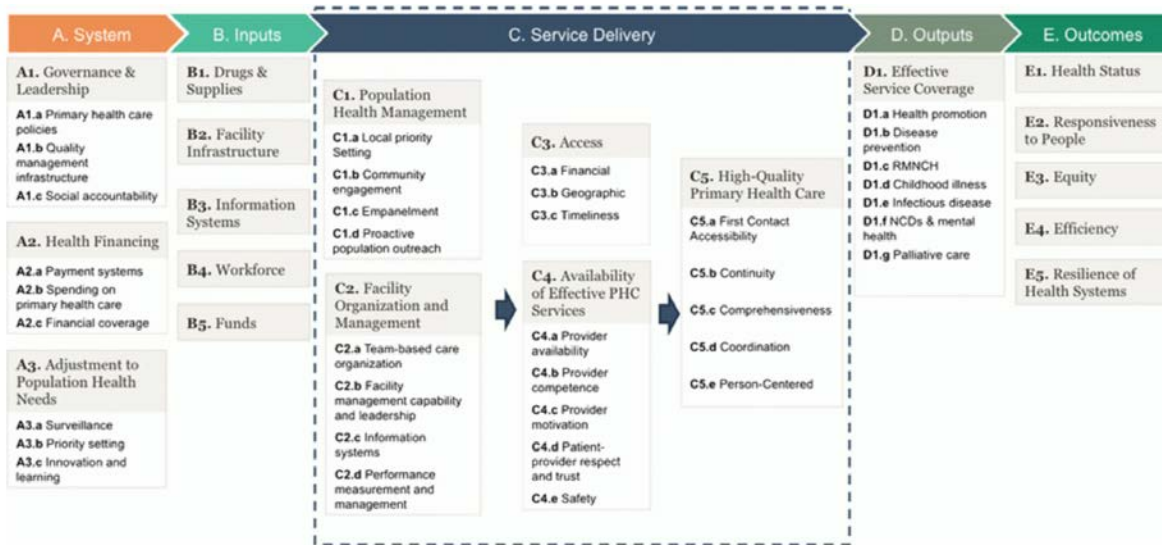 A. System
B. Inputs
C. Service Delivery
D. Outputs
E. Outcomes
A1. Governance &
Leadership
A1.a Primary health care
policies
A1.b Quality
management
infrastructure
A1.c Social accountability
A2. Health Financing
A2.a Payment systems
A2.b Spending on
primary health care
A2.c Financial coverage
A3. Adjustment to
Population Health
Needs
A3.a Surveillance
A3.b Priority setting
A3.c Innovation and
learning
B1. Drugs &
Supplies
B2. Facility
Infrastructure
B3. Information
Systems
B4. Workforce
B5. Funds
C1. Population
Health Management
C1.a Local priority
Setting
C1.b Community
engagement
C1.c Empanelment
C1.d Proactive
population outreach
C2. Facility
Organization and
Management
C2.a Team-based care
organization
C2.b Facility
management capability
and leadership
C2.c Information
systems
C2.d Performance
measurement and
management
C3. Access
C3.a Financial
C3.b Geographic
C3.c Timeliness
C4. Availability
of Effective PHC
Services
C4.a Provider
availability
C4.b Provider
competence
C4.c Provider
motivation
C4.d Patient-
provider respect
and trust
C4.e Safety
C5. High-Quality
Primary Health Care
C5.a First Contact
Accessibility
C5.b Continuity
C5.c Comprehensiveness
C5.d Coordination
C5.e Person-Centered
D1. Effective
Service Coverage
D1.a Health promotion
D1.b Disease
prevention
D1.c RMNCH
D1.d Childhood illness
D1.e Infectious disease
D1.f NCDs & mental
health
D1.g Palliative care
E1. Health Status
E2. Responsiveness
to People
E3. Equity
E4. Efficiency
E5. Resilience of
Health Systems